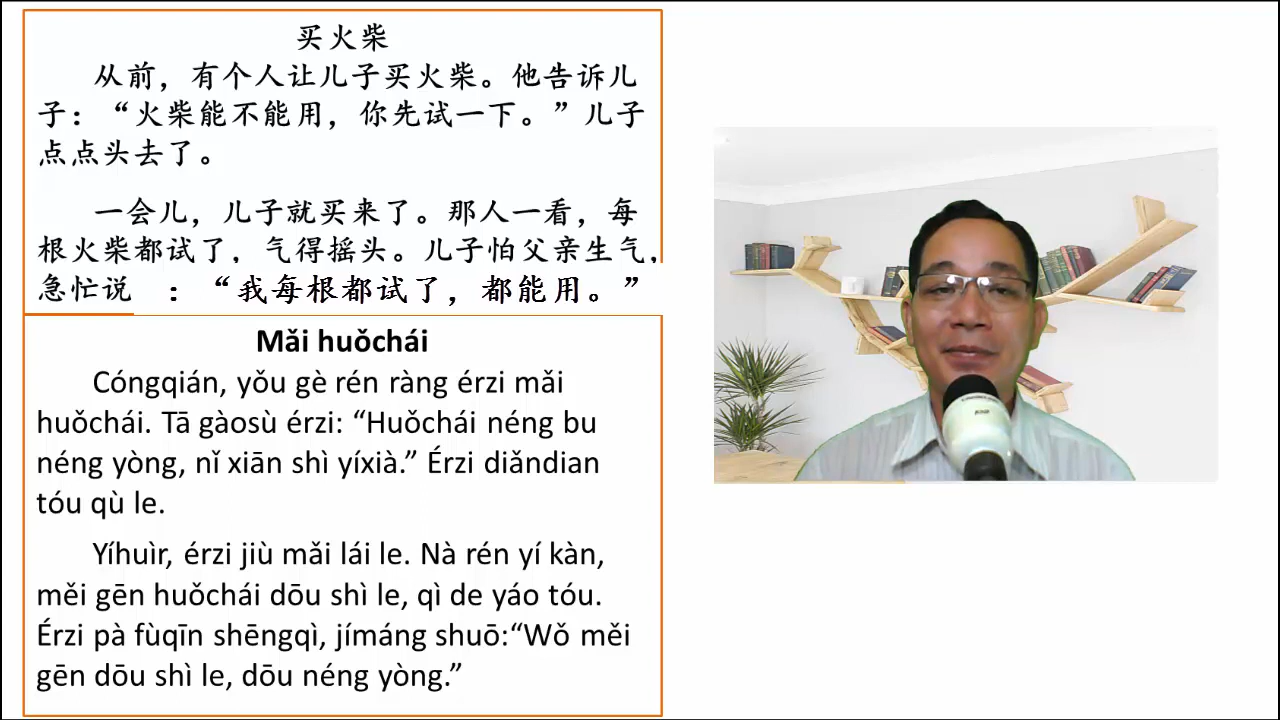 买火柴
从前，有个人让儿子买火柴。他告诉儿
子：“火柴能不能用，你先试一下。”儿子
点点头去了。
一会儿，儿子就买来了。那人一看，每
根火柴都试了，气得摇头。儿子怕父亲生气，
急忙说 ：“我每根都试了，都能用。”
Mǎi huǒchái
Cóngqián, yǒu gè rén ràng érzi mǎi
huǒchái. Tā gàosù érzi: “Huǒchái néng bu
néng yòng, nǐ xiān shì yíxià.” Érzi diǎndian
tóu qù le.
Yíhuìr, érzi jiù mǎi lái le. Nà rén yí kàn,
měi gēn huǒchái dōu shì le, qì de yáo tóu.
Érzi pà fùqīn shēngqì, jímáng shuō:“Wǒ měi
gēn dōu shì le, dōu néng yòng.”